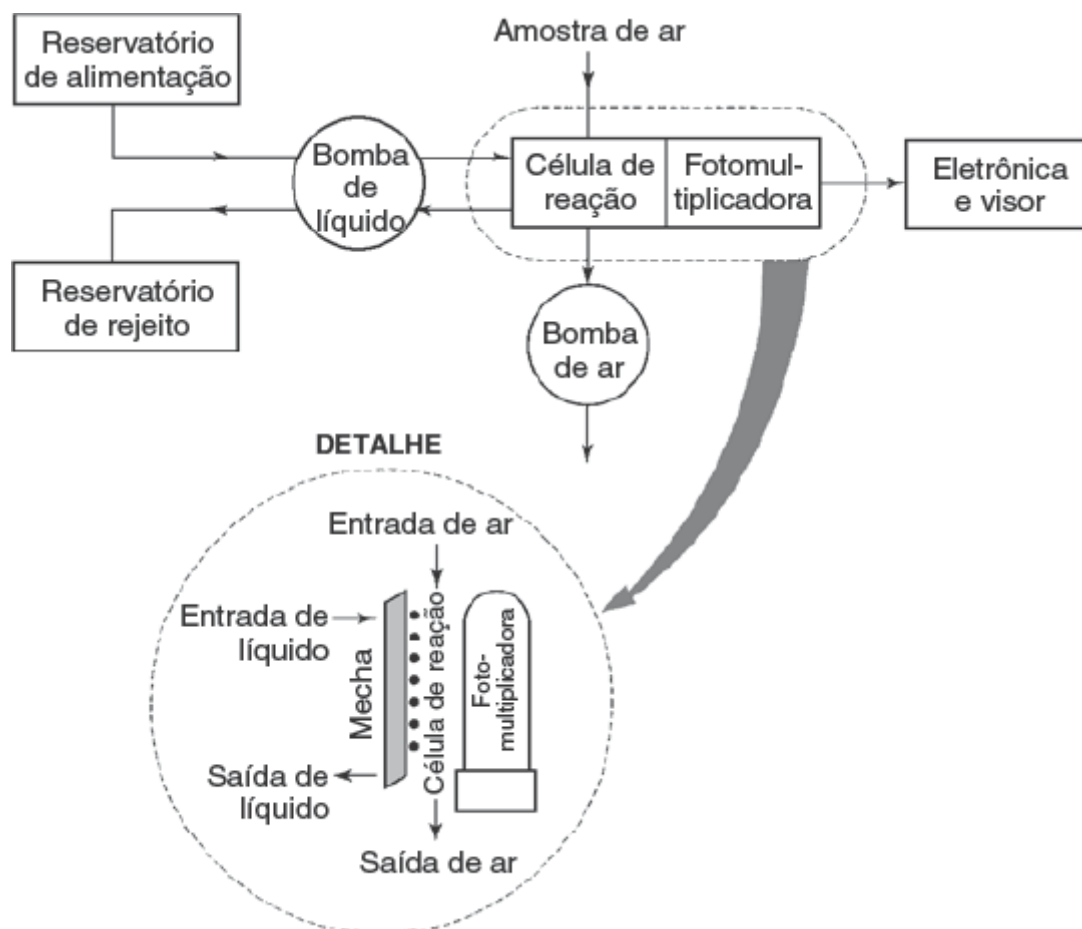 Reservatório
de alimentação
Amostra de ar
Bomba
de
líquido
Célula de
reação
Fotomul-
tiplicadora
Eletrônica
e visor
Reservatório
de rejeito
Bomba
de ar
DETALHE
Entrada de ar
Entrada de
líquido
Mecha
Célula de reação
Foto-
multiplicadora
Saída de
líquido
Saída de ar